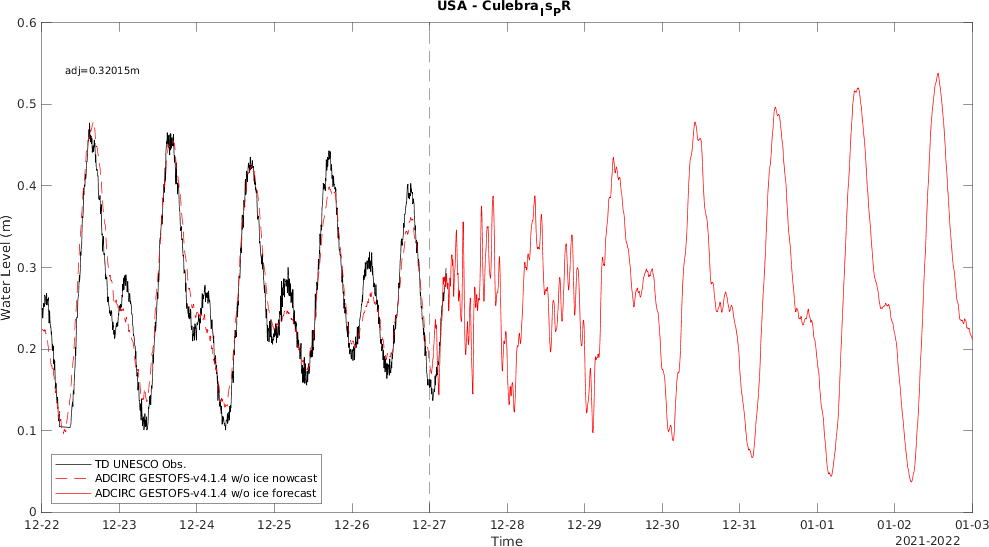 USA - Culebra_Is_PR
0.6
adj=0.32015m
0.5
0.4
Water Level (m)
0.3
0.2
0.1
TD UNESCO Obs.
ADCIRC GESTOFS-v4.1.4 w/o ice nowcast
ADCIRC GESTOFS-v4.1.4 w/o ice forecast
0
12-22 12-23 12-24 12-25 12-26 12-27 12-28 12-29 12-30 12-31 01-01 01-02 01-03
Time
2021-2022